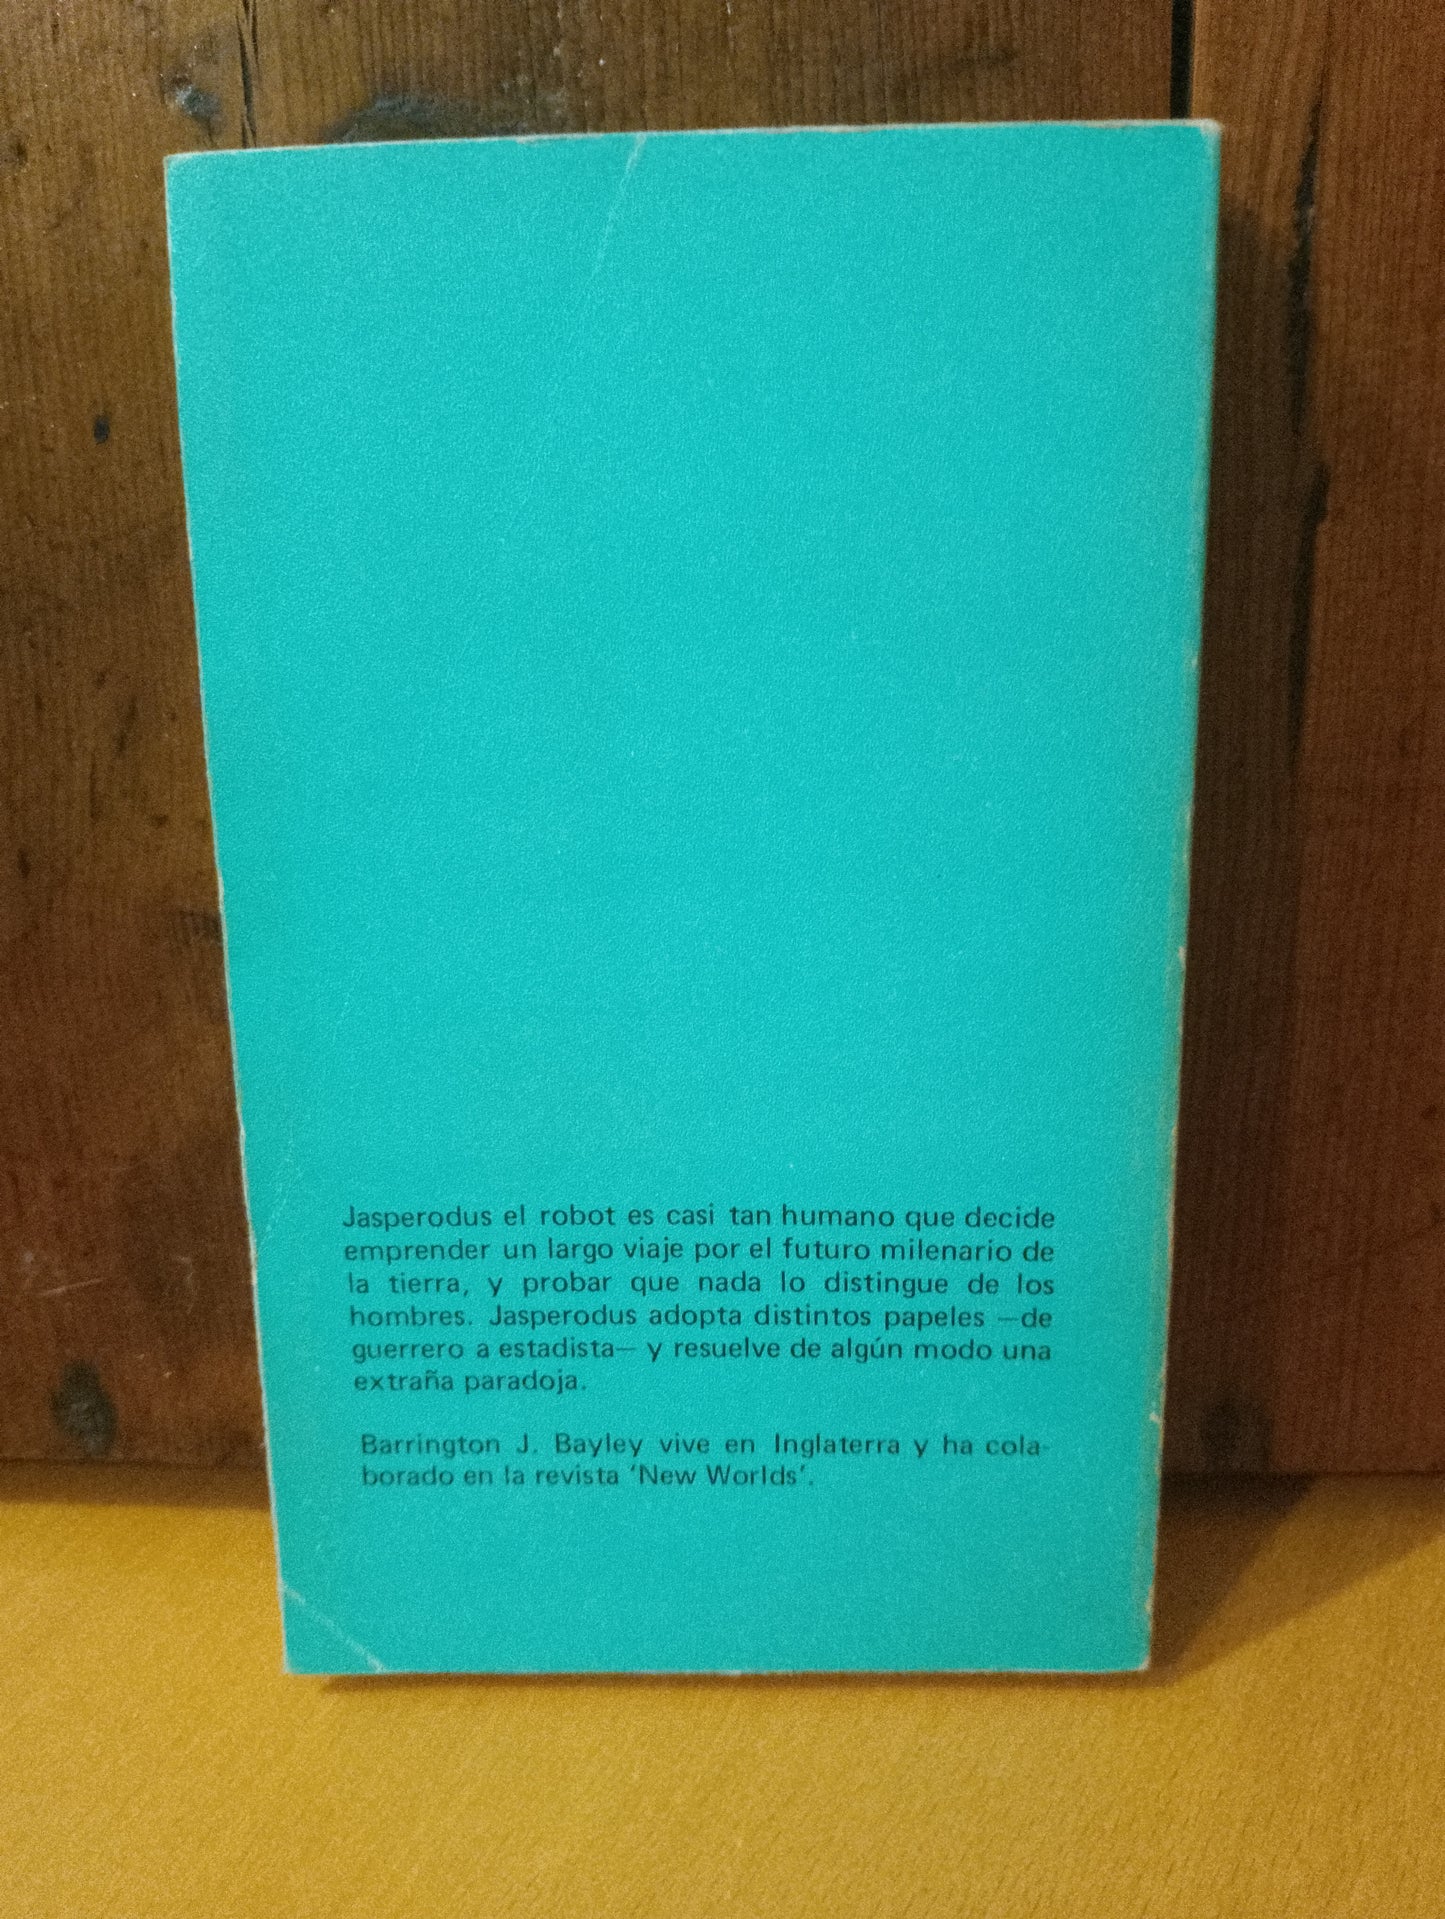 Jasperodus el robot es casi tan humano que decide
emprender un largo viaje por el futuro milenario de
la tierra, y probar que nada lo distingue de los
hombres. Jasperodus adopta distintos papeles —de
guerrero a estadista— y resuelve de algún modo una
extraña paradoja.
Barrington J. Bayley vive en Inglaterra y ha cola-
borado en la revista 'New Worlds'.